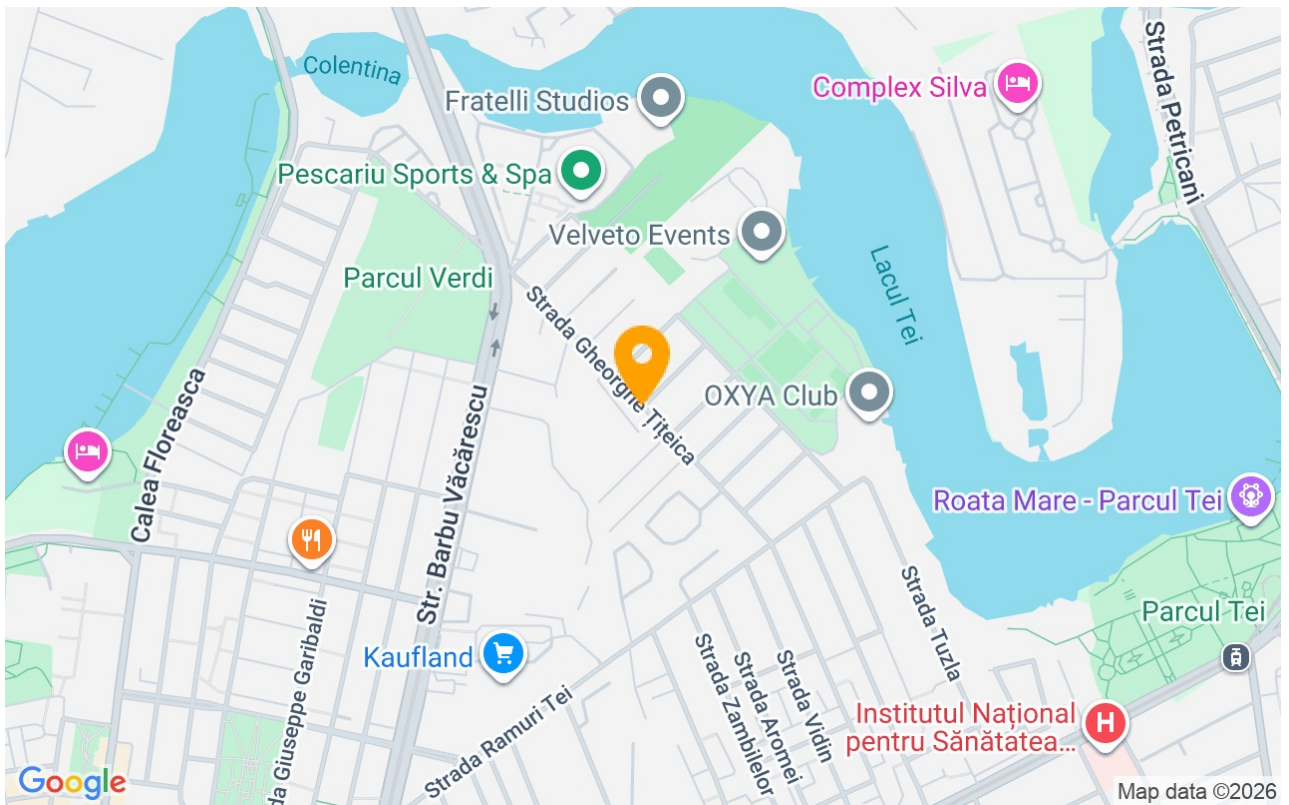 Colentina
Strada Petricani
Complex Silva
Fratelli Studios
Pescariu Sports & Spa
Velveto Events
Parcul Verdi
Lacul Tei
Strada Gheorghe Țițeica
Calea Floreasca
Str. Barbu Văcărescu
OXYA Club
Roata Mare - Parcul Tei
Strada Tuzla
Parcul Tei
Kaufland
da Giuseppe Garibaldi
Strada Ramuri Tei
Strada Zambilelor
Strada Aromei
Strada Vidin
Institutul Național
pentru Sănătatea...
H
Google
Map data ©2026